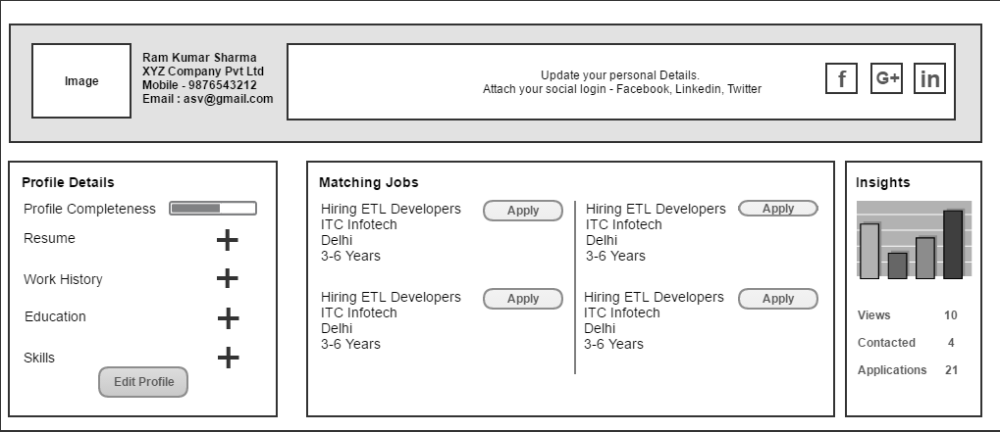 Image
Ram Kumar Sharma
XYZ Company Pvt Ltd
Mobile - 9876543212
Email : asv@gmail.com
Update your personal Details.
Attach your social login - Facebook, Linkedin, Twitter
f
G+
in
Profile Details
Profile Completeness
Resume
Work History
Education
Skills
Edit Profile
Matching Jobs
Hiring ETL Developers
ITC Infotech
Delhi
3-6 Years
Apply
Hiring ETL Developers
ITC Infotech
Delhi
3-6 Years
Apply
Hiring ETL Developers
ITC Infotech
Delhi
3-6 Years
Apply
Hiring ETL Developers
ITC Infotech
Delhi
3-6 Years
Apply
Insights
Views 10
Contacted 4
Applications 21